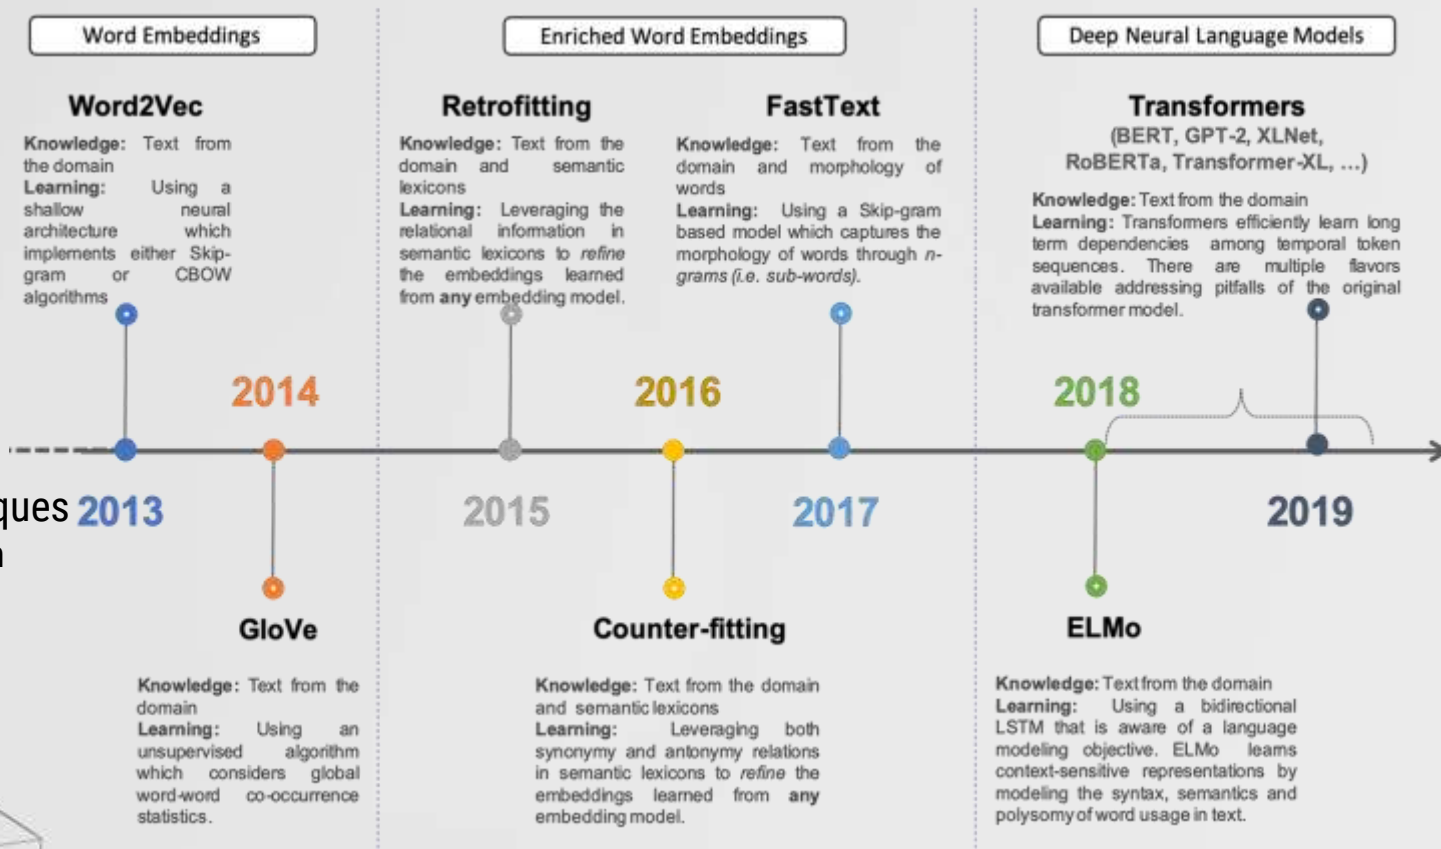 Word Embeddings
Enriched Word Embeddings
Deep Neural Language Models
Word2Vec
Knowledge: Text from
the domain
Learning: Using a
shallow neural
architecture which
implements either Skip-
gram or CBOW
algorithms
Retrofitting
Knowledge: Text from the
domain and semantic
lexicons
Learning: Leveraging the
relational information in
semantic lexicons to refine
the embeddings learned
from any embedding model.
FastText
Knowledge: Text from the
domain and morphology of
words
Learning: Using a Skip-gram
based model which captures the
morphology of words through n-
grams (i.e. sub-words).
Transformers
(BERT, GPT-2, XLNet,
RoBERTa, Transformer-XL, ...)
Knowledge: Text from the domain
Learning: Transformers efficiently learn long
term dependencies among temporal token
sequences. There are multiple flavors
available addressing pitfalls of the original
transformer model.
2014
2016
2018
ques
2013
2015
2017
2019
GloVe
Knowledge: Text from the
domain
Learning: Using an
unsupervised algorithm
which considers global
word-word co-occurrence
statistics.
Counter-fitting
Knowledge: Text from the domain
and semantic lexicons
Learning: Leveraging both
synonymy and antonymy relations
in semantic lexicons to refine the
embeddings learned from any
embedding model.
ELMo
Knowledge: Text from the domain
Learning: Using a bidirectional
LSTM that is aware of a language
modeling objective. ELMo learns
context-sensitive representations by
modeling the syntax, semantics and
polysomy of word usage in text.